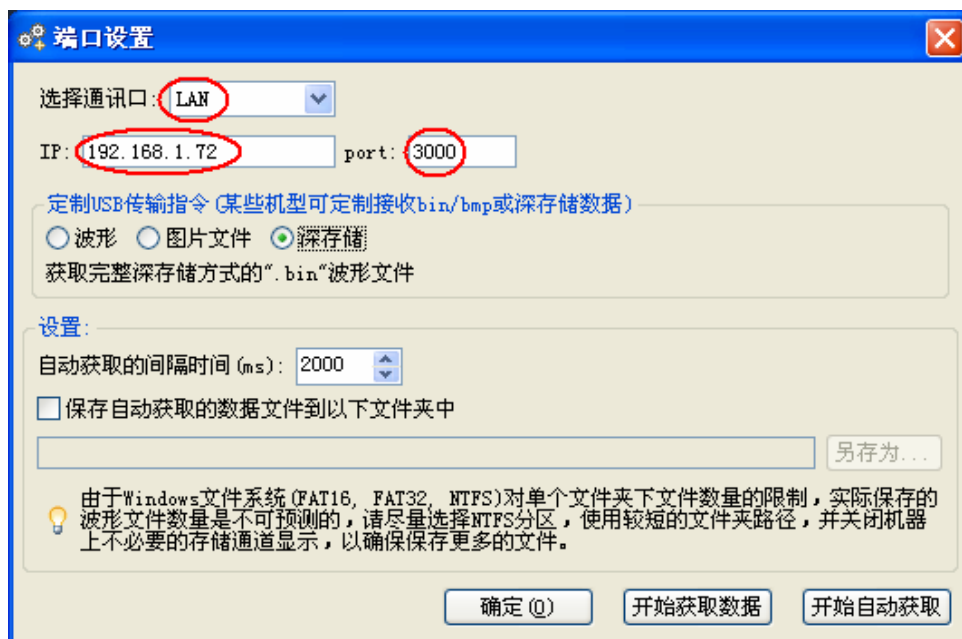 端口设置
选择通讯口: LAN
IP: 192.168.1.72 port: 3000
定制USB传输指令(某些机型可定制接收bin/bmp或深存储数据)
波形 图片文件 深存储
获取完整深存储方式的".bin"波形文件
设置:
自动获取的间隔时间(ms): 2000
保存自动获取的数据文件到以下文件夹中
另存为...
由于Windows文件系统(FAT16, FAT32, NTFS)对单个文件夹下文件数量的限制，实际保存的
波形文件数量是不可预测的，请尽量选择NTFS分区，使用较短的文件夹路径，并关闭机器
上不必要的存储通道显示，以确保保存更多的文件。
确定(O) 开始获取数据 开始自动获取